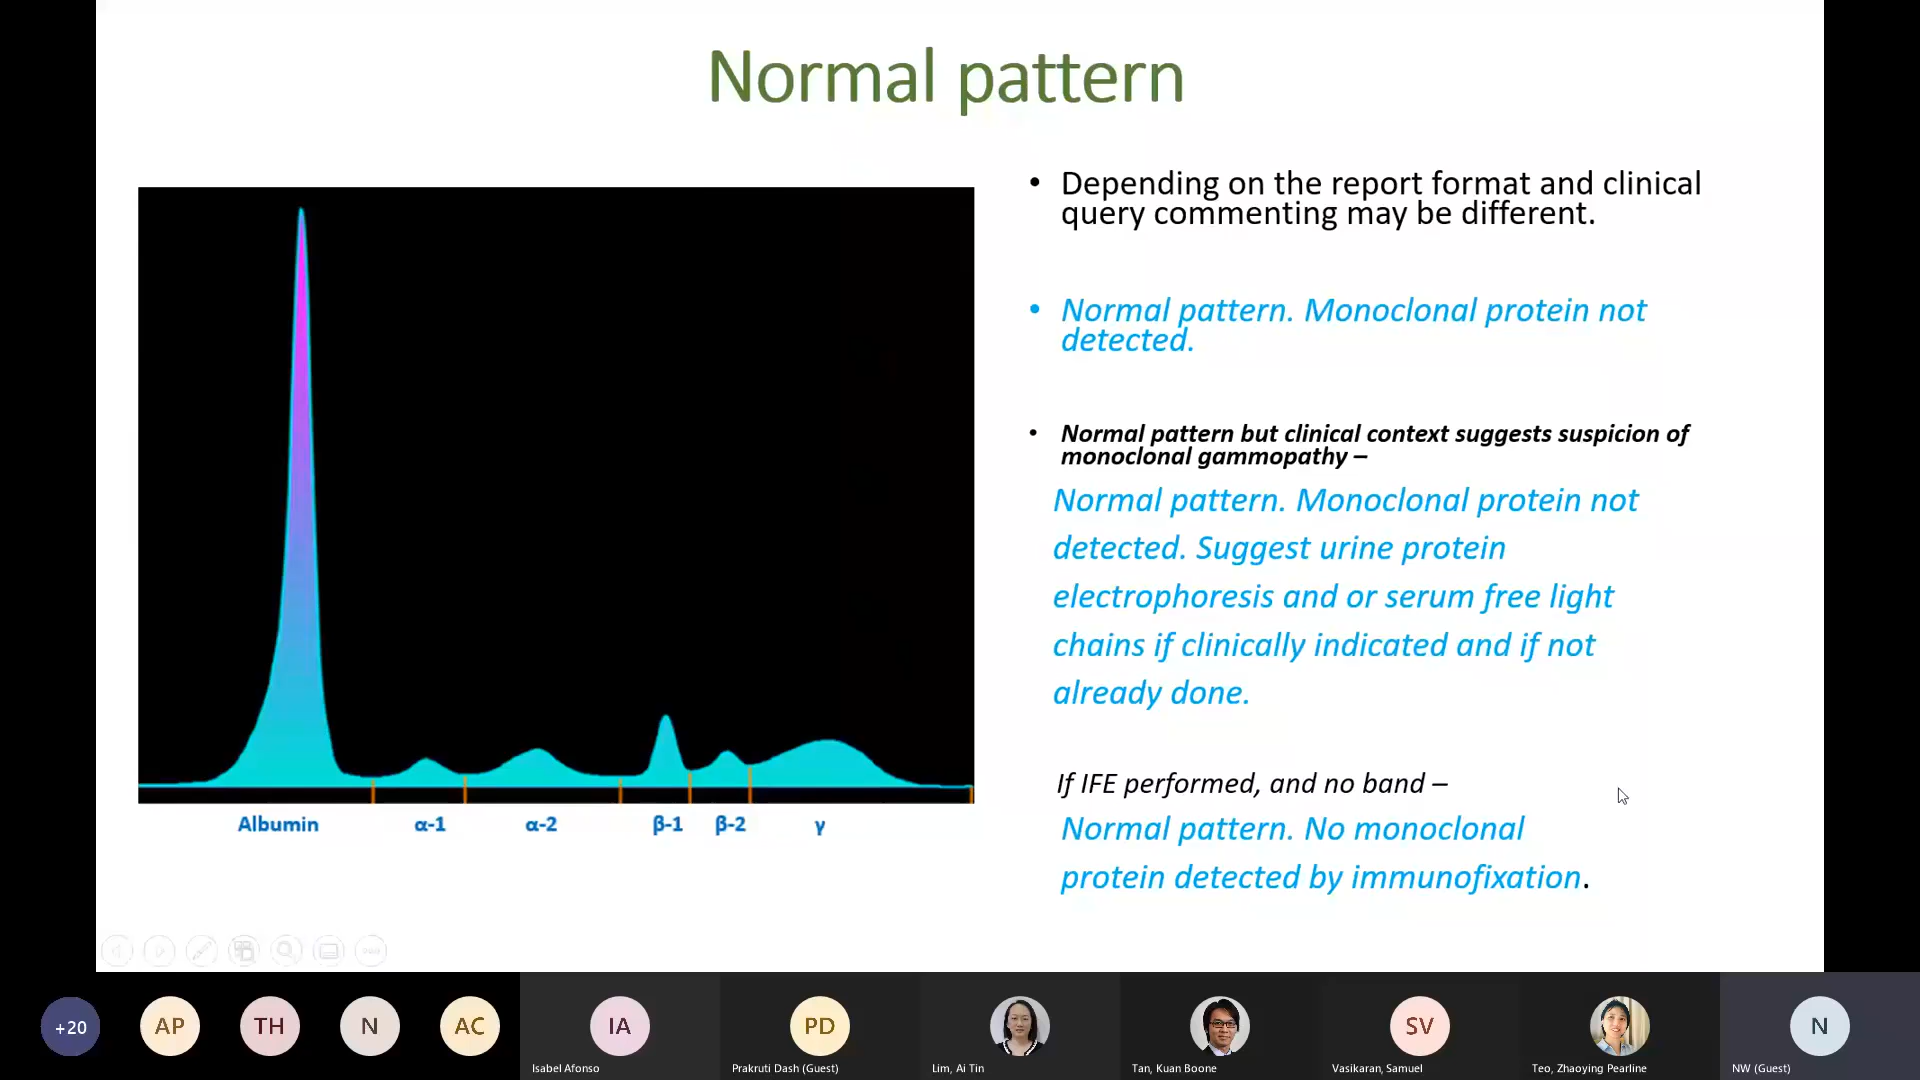 Normal pattern
• Depending on the report format and clinical
query commenting may be different.
• Normal pattern. Monoclonal protein not
detected.
• Normal pattern but clinical context suggests suspicion of
monoclonal gammopathy –
Normal pattern. Monoclonal protein not
detected. Suggest urine protein
electrophoresis and or serum free light
chains if clinically indicated and if not
already done.
If IFE performed, and no band –
Normal pattern. No monoclonal
protein detected by immunofixation.
Albumin α-1 α-2 β-1 β-2 γ
+20 AP TH N AC IA PD SV N
Isabel Afonso Prakruti Dash (Guest) Lim, Ai Tin Tan, Kuan Boone Vasikaran, Samuel Teo, Zhaoying Pearline NW (Guest)